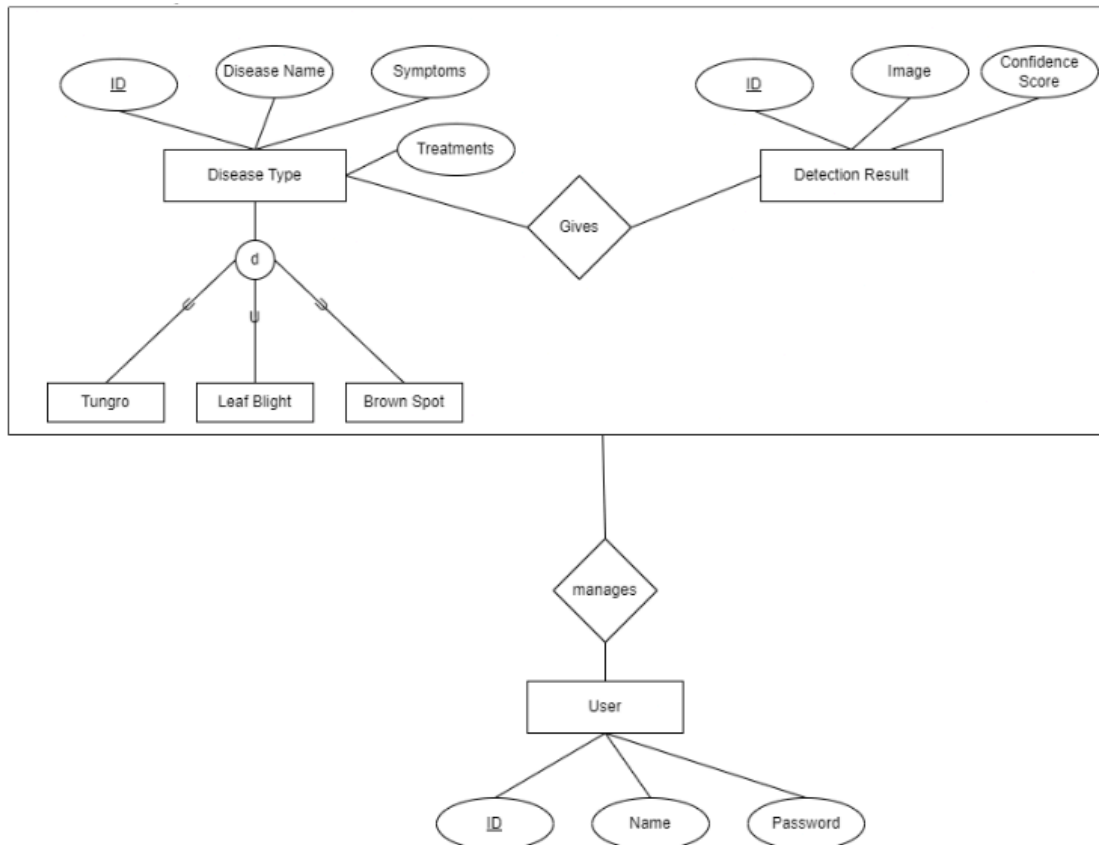 ID
Disease Name
Symptoms
Treatments
Disease Type
d
U
U
U
Tungro
Leaf Blight
Brown Spot
Gives
ID
Image
Confidence
Score
Detection Result
manages
User
ID
Name
Password